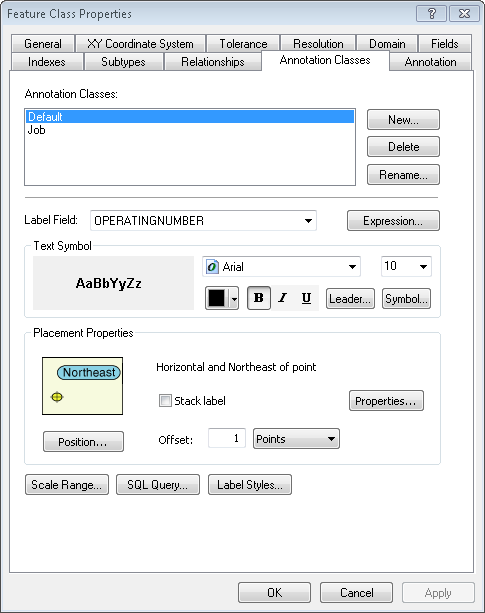 Feature Class Properties
General XY Coordinate System Tolerance Resolution Domain Fields
Indexes Subtypes Relationships Annotation Classes Annotation
Annotation Classes:
Default
Job
New...
Delete
Rename...
Label Field: OPERATINGNUMBER Expression...
Text Symbol
AaBbYyZz
Arial 10
B I U Leader... Symbol...
Placement Properties
Northeast
Horizontal and Northeast of point
Stack label Properties...
Position... Offset: 1 Points
Scale Range... SQL Query... Label Styles...
OK Cancel Apply